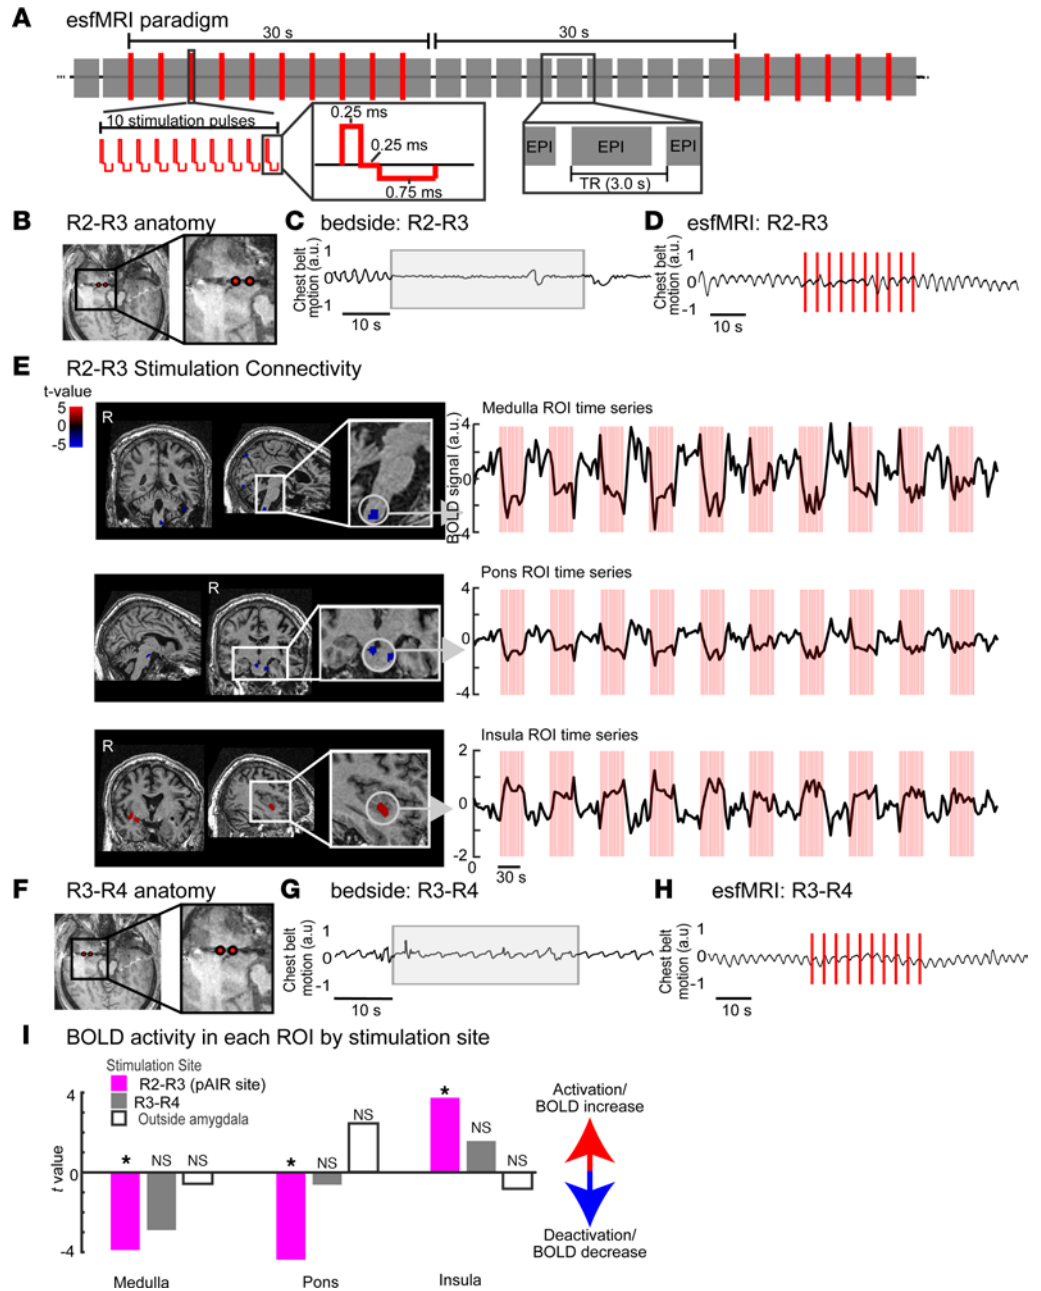 A esfMRI paradigm
30 s 30 s
10 stimulation pulses
0.25 ms
0.25 ms
0.75 ms
EPI EPI EPI
TR (3.0 s)
B R2-R3 anatomy
C bedside: R2-R3
Chest belt motion (a.u.)
1
0
-1
10 s
D esfMRI: R2-R3
Chest belt motion (a.u.)
1
0
-1
10 s
E R2-R3 Stimulation Connectivity
t-value
5
0
-5
R
Medulla ROI time series
BOLD signal (a.u.)
4
0
-4
R
Pons ROI time series
4
0
-4
R
Insula ROI time series
2
0
-2
0
30 s
F R3-R4 anatomy
G bedside: R3-R4
Chest belt motion (a.u)
1
0
-1
10 s
H esfMRI: R3-R4
Chest belt motion (a.u.)
1
0
-1
10 s
I BOLD activity in each ROI by stimulation site
Stimulation Site
R2-R3 (pAIR site)
R3-R4
Outside amygdala
t value
4
0
-4
* NS NS
* NS NS
* NS NS
Medulla Pons Insula
Activation/
BOLD increase
Deactivation/
BOLD decrease